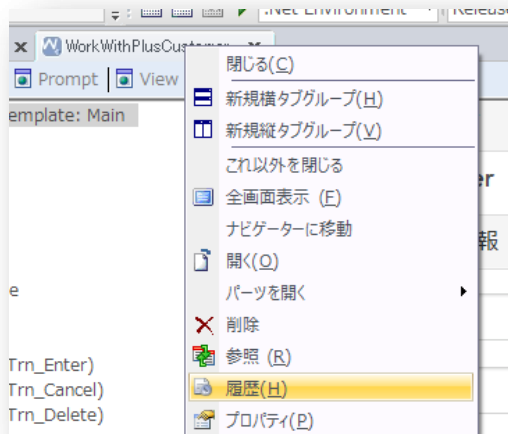 .Net Environment Release
WorkWithPlusCustomer
Prompt View
emplate: Main
閉じる(C)
新規横タブグループ(H)
新規縦タブグループ(V)
これ以外を閉じる
er
全画面表示 (F)
ナビゲーターに移動
報
開く(O)
e
パーツを開く
削除
Trn_Enter)
参照 (R)
Trn_Cancel)
履歴(H)
Trn_Delete)
プロパティ(P)